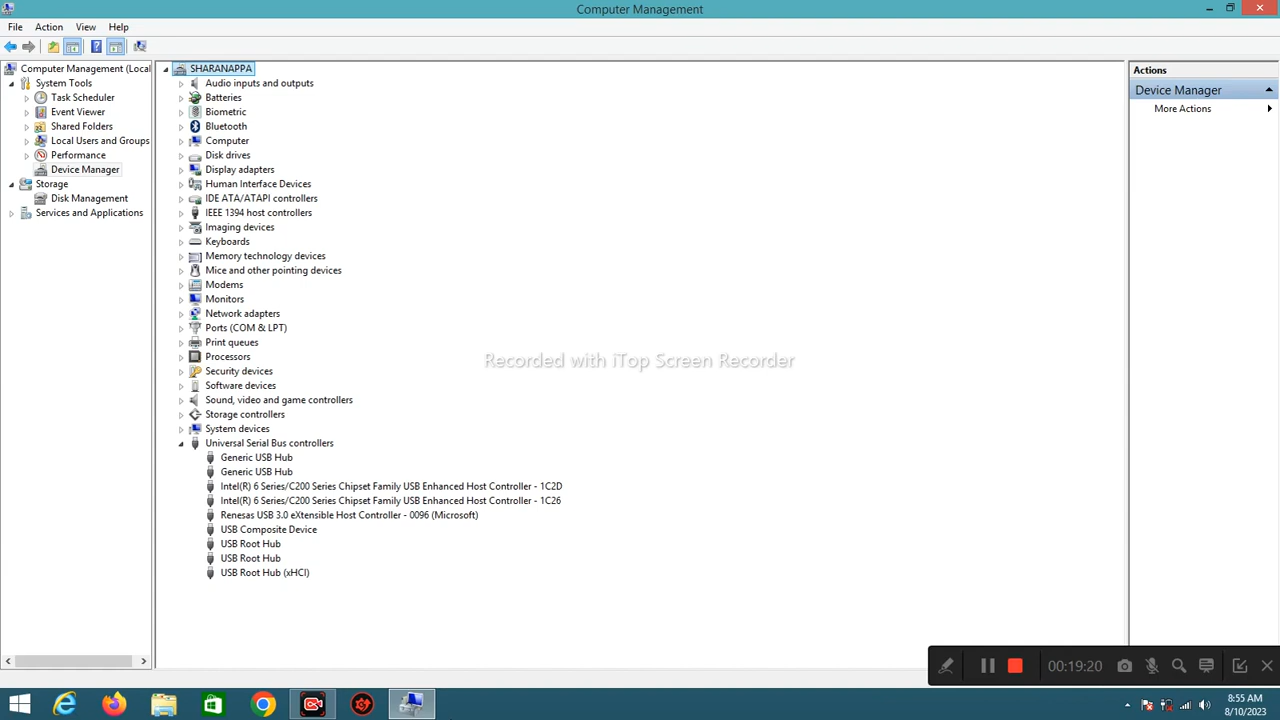 Computer Management
File Action View Help
Computer Management (Local
System Tools
Task Scheduler
Event Viewer
Shared Folders
Local Users and Groups
Performance
Device Manager
Storage
Disk Management
Services and Applications
SHARANAPPA
Audio inputs and outputs
Batteries
Biometric
Bluetooth
Computer
Disk drives
Display adapters
Human Interface Devices
IDE ATA/ATAPI controllers
IEEE 1394 host controllers
Imaging devices
Keyboards
Memory technology devices
Mice and other pointing devices
Modems
Monitors
Network adapters
Ports (COM & LPT)
Print queues
Processors
Security devices
Software devices
Sound, video and game controllers
Storage controllers
System devices
Universal Serial Bus controllers
Generic USB Hub
Generic USB Hub
Intel(R) 6 Series/C200 Series Chipset Family USB Enhanced Host Controller - 1C2D
Intel(R) 6 Series/C200 Series Chipset Family USB Enhanced Host Controller - 1C26
Renesas USB 3.0 eXtensible Host Controller - 0096 (Microsoft)
USB Composite Device
USB Root Hub
USB Root Hub
USB Root Hub (xHCI)
Recorded with iTop Screen Recorder
Actions
Device Manager
More Actions
00:19:20
8:55 AM
8/10/2023